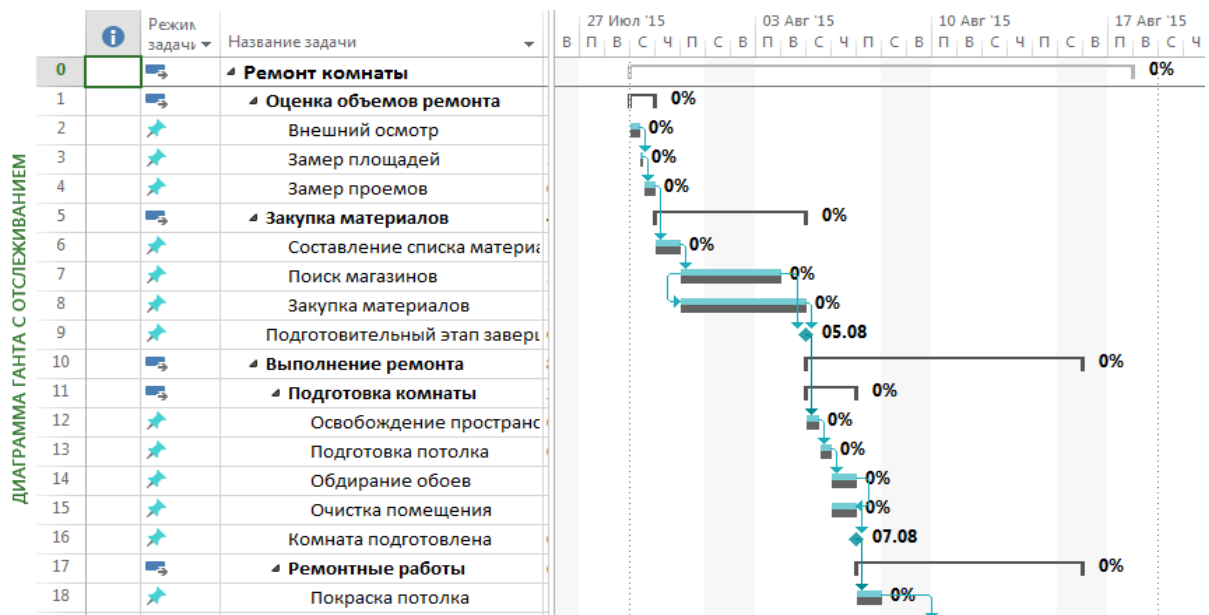 ДИАГРАММА ГАНТА С ОТСЛЕЖИВАНИЕМ
Режим
задачи
Название задачи
27 Июл '15 03 Авг '15 10 Авг '15 17 Авг '15
В П В С Ч П С В П В С Ч П С В П В С Ч П С В П В С Ч
0 Ремонт комнаты 0%
1 Оценка объемов ремонта 0%
2 Внешний осмотр 0%
3 Замер площадей 0%
4 Замер проемов 0%
5 Закупка материалов 0%
6 Составление списка материа 0%
7 Поиск магазинов 0%
8 Закупка материалов 0%
9 Подготовительный этап заверш 05.08
10 Выполнение ремонта 0%
11 Подготовка комнаты 0%
12 Освобождение пространс 0%
13 Подготовка потолка 0%
14 Обдирание обоев 0%
15 Очистка помещения 0%
16 Комната подготовлена 07.08
17 Ремонтные работы 0%
18 Покраска потолка 0%